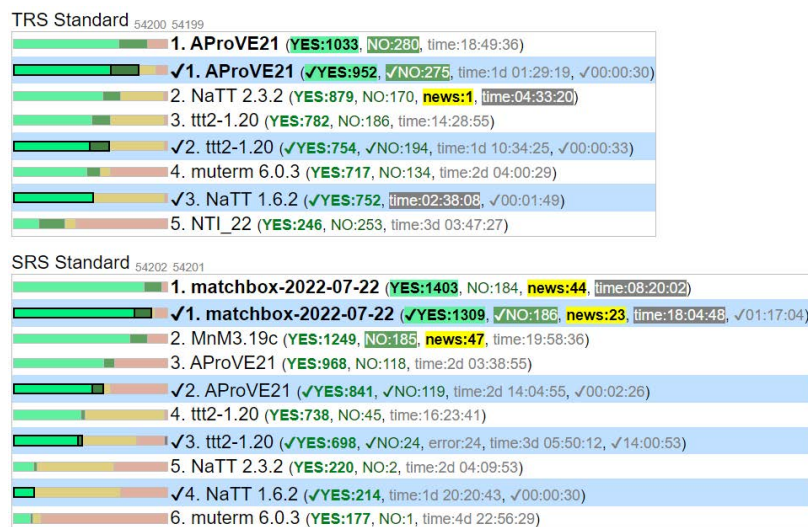 TRS Standard 54200 54199
1. AProVE21 (YES:1033, NO:280, time:18:49:36)
✓1. AProVE21 (✓YES:952, ✓NO:275, time:1d 01:29:19, ✓00:00:30)
2. NaTT 2.3.2 (YES:879, NO:170, news:1, time:04:33:20)
3. ttt2-1.20 (YES:782, NO:186, time:14:28:55)
✓2. ttt2-1.20 (✓YES:754, ✓NO:194, time:1d 10:34:25, ✓00:00:33)
4. muterm 6.0.3 (YES:717, NO:134, time:2d 04:00:29)
✓3. NaTT 1.6.2 (✓YES:752, time:02:38:08, ✓00:01:49)
5. NTI_22 (YES:246, NO:253, time:3d 03:47:27)
SRS Standard 54202 54201
1. matchbox-2022-07-22 (YES:1403, NO:184, news:44, time:08:20:02)
✓1. matchbox-2022-07-22 (✓YES:1309, ✓NO:186, news:23, time:18:04:48, ✓01:17:04)
2. MnM3.19c (YES:1249, NO:185, news:47, time:19:58:36)
3. AProVE21 (YES:968, NO:118, time:2d 03:38:55)
✓2. AProVE21 (✓YES:841, ✓NO:119, time:2d 14:04:55, ✓00:02:26)
4. ttt2-1.20 (YES:738, NO:45, time:16:23:41)
✓3. ttt2-1.20 (✓YES:698, ✓NO:24, error:24, time:3d 05:50:12, ✓14:00:53)
5. NaTT 2.3.2 (YES:220, NO:2, time:2d 04:09:53)
✓4. NaTT 1.6.2 (✓YES:214, time:1d 20:20:43, ✓00:00:30)
6. muterm 6.0.3 (YES:177, NO:1, time:4d 22:56:29)